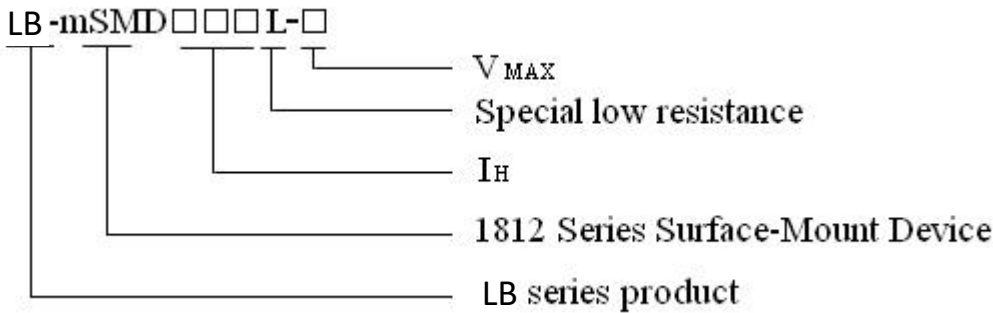 LB-mSMD□□□L-□
VMAX
Special low resistance
IH
1812 Series Surface-Mount Device
LB series product